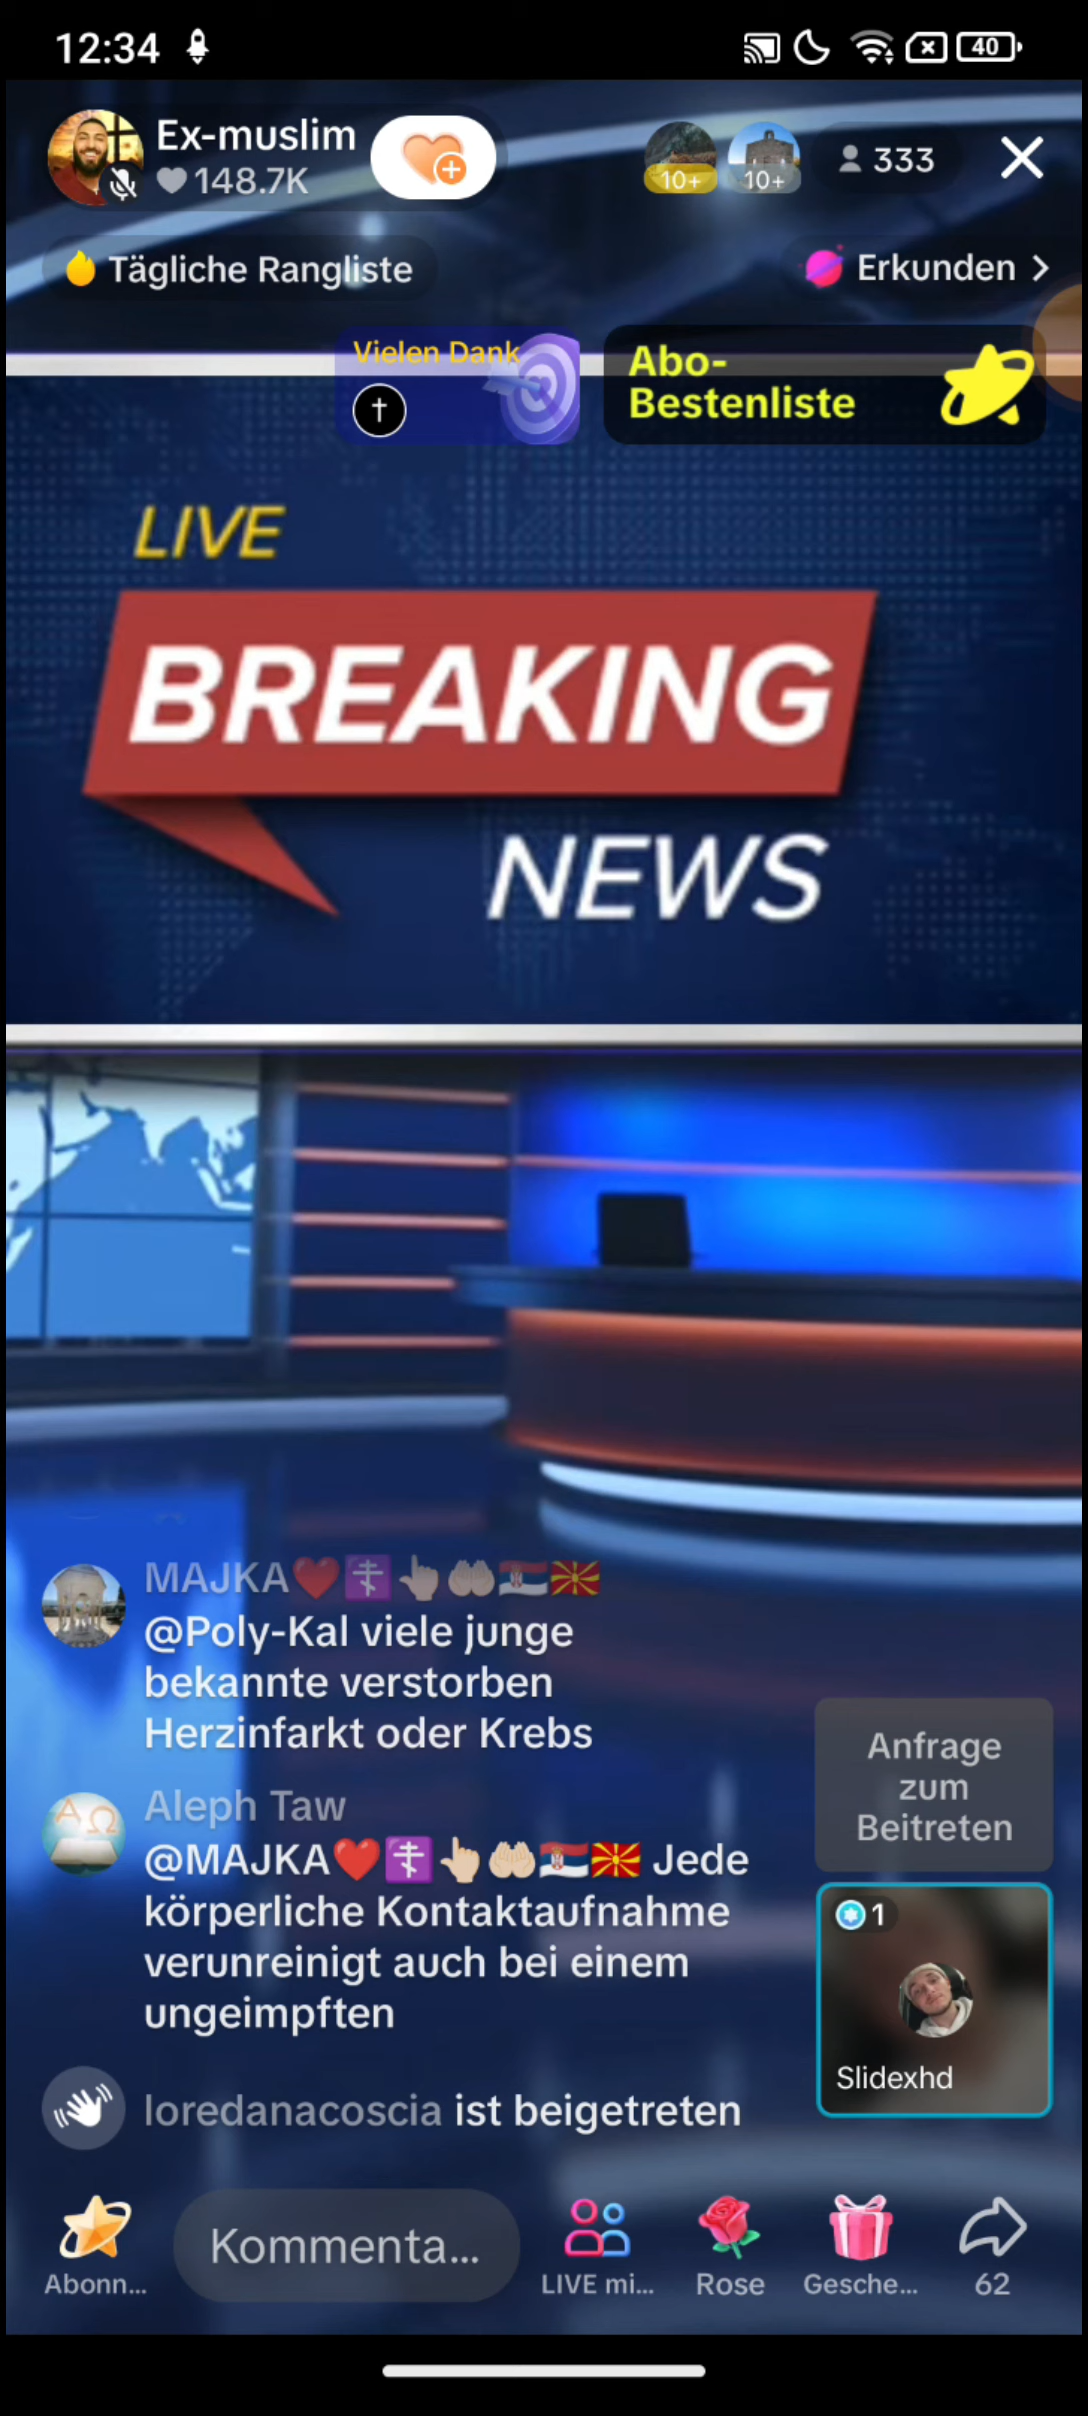 12:34
40
Ex-muslim
148.7K
10+
10+
333
Tägliche Rangliste
Erkunden
Vielen Dank
Abo-
Bestenliste
LIVE
BREAKING
NEWS
MAJKA❤️☦️👆🏻🤲🏻🇷🇸🇲🇰
@Poly-Kal viele junge
bekannte verstorben
Herzinfarkt oder Krebs
Aleph Taw
@MAJKA❤️☦️👆🏻🤲🏻🇷🇸🇲🇰 Jede
körperliche Kontaktaufnahme
verunreinigt auch bei einem
ungeimpften
loredanacoscia ist beigetreten
Anfrage
zum
Beitreten
1
Slidexhd
Abonn...
Kommenta...
LIVE mi...
Rose
Gesche...
62